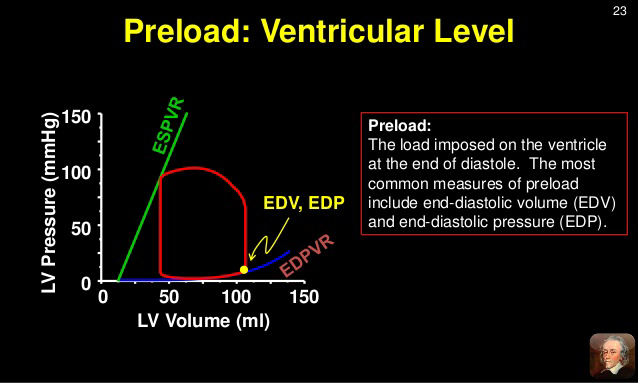 23
Preload: Ventricular Level
LV Pressure (mmHg)
150
100
50
0
ESPVR
EDV, EDP
EDPVR
0 50 100 150
LV Volume (ml)
Preload:
The load imposed on the ventricle
at the end of diastole. The most
common measures of preload
include end-diastolic volume (EDV)
and end-diastolic pressure (EDP).